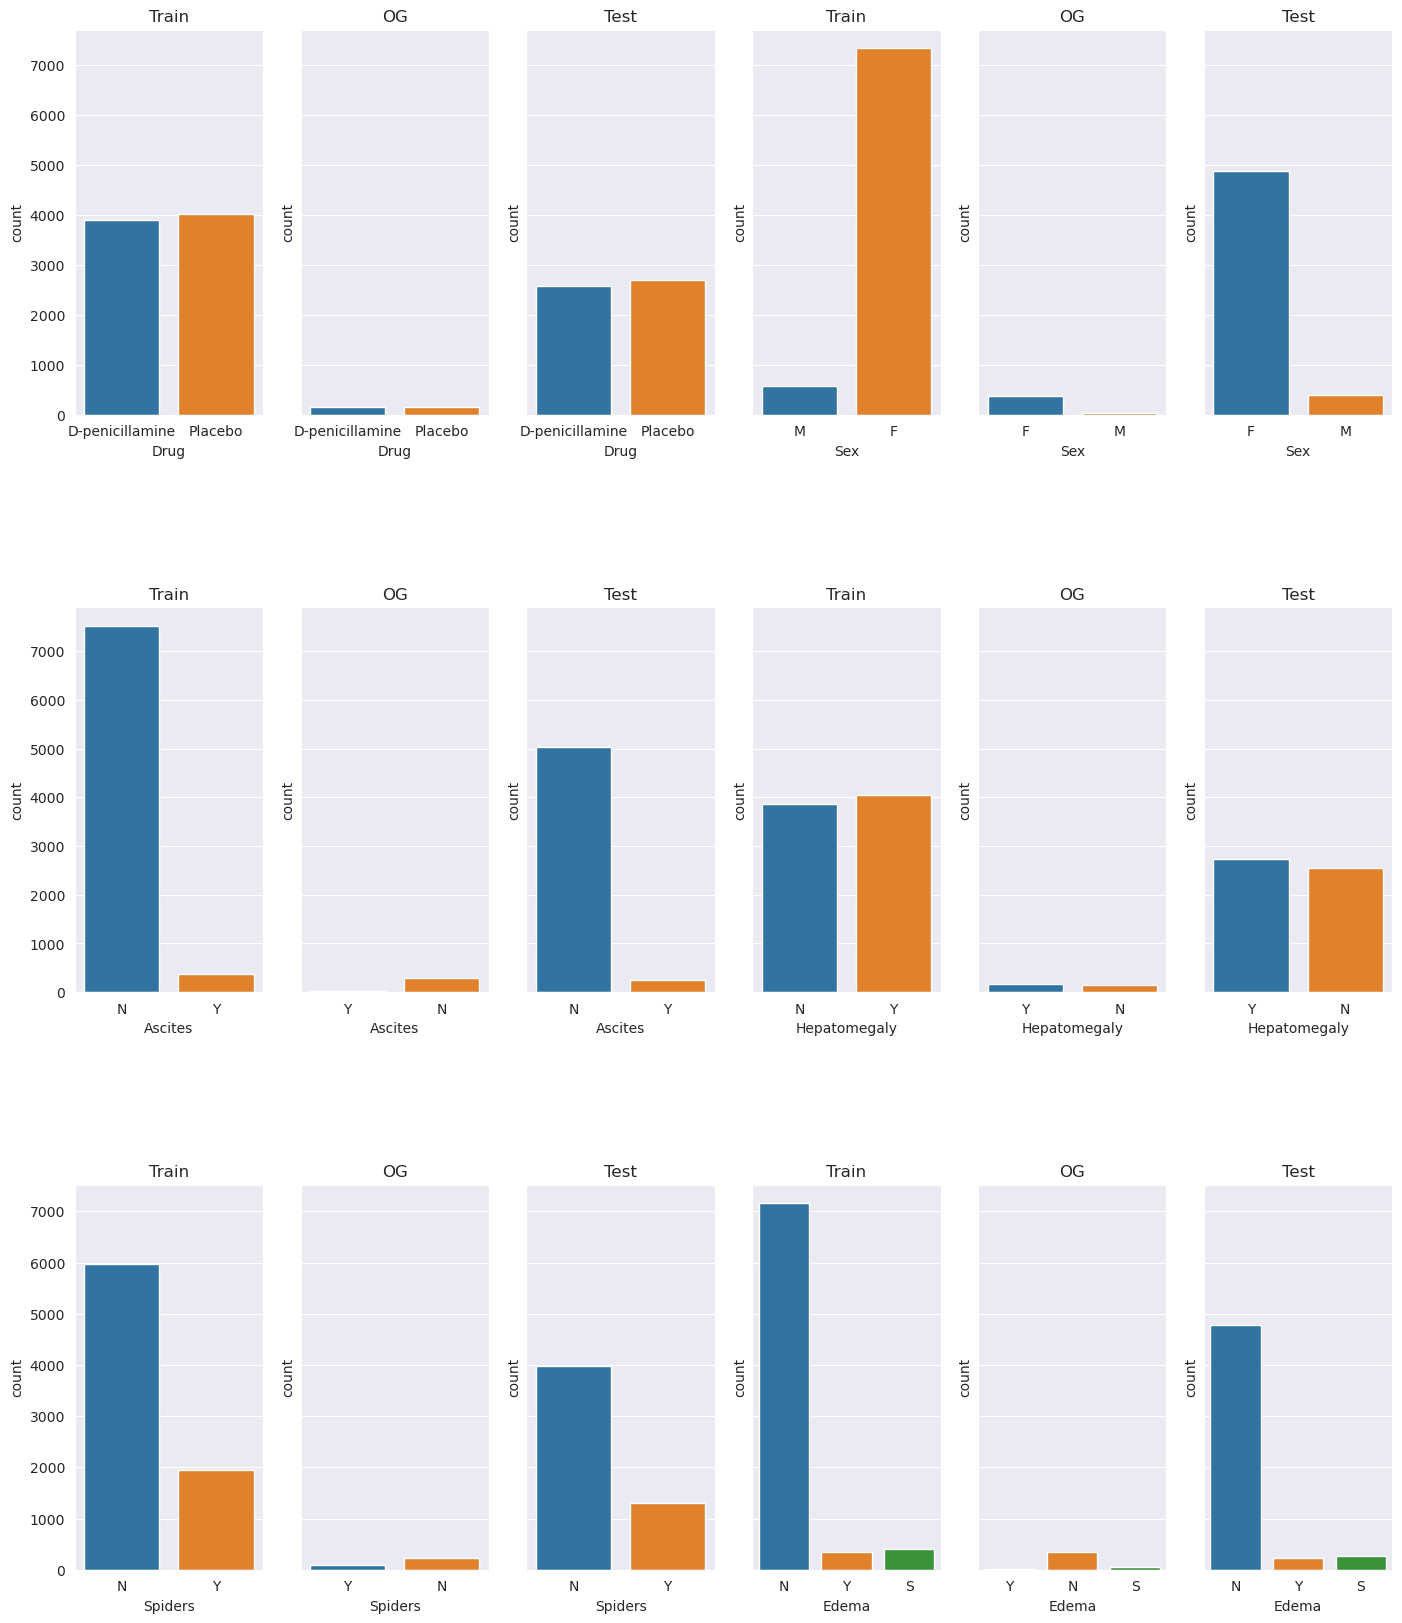 Train OG Test Train OG Test
7000
6000
5000
4000
3000
2000
1000
0
count count count count count count
D-penicillamine Placebo D-penicillamine Placebo D-penicillamine Placebo M F F M F M
Drug Drug Drug Sex Sex Sex
Train OG Test Train OG Test
7000
6000
5000
4000
3000
2000
1000
0
count count count count count count
N Y Y N N Y N Y Y N Y N
Ascites Ascites Ascites Hepatomegaly Hepatomegaly Hepatomegaly
Train OG Test Train OG Test
7000
6000
5000
4000
3000
2000
1000
0
count count count count count count
N Y Y N N Y N Y S Y N S N Y S
Spiders Spiders Spiders Edema Edema Edema